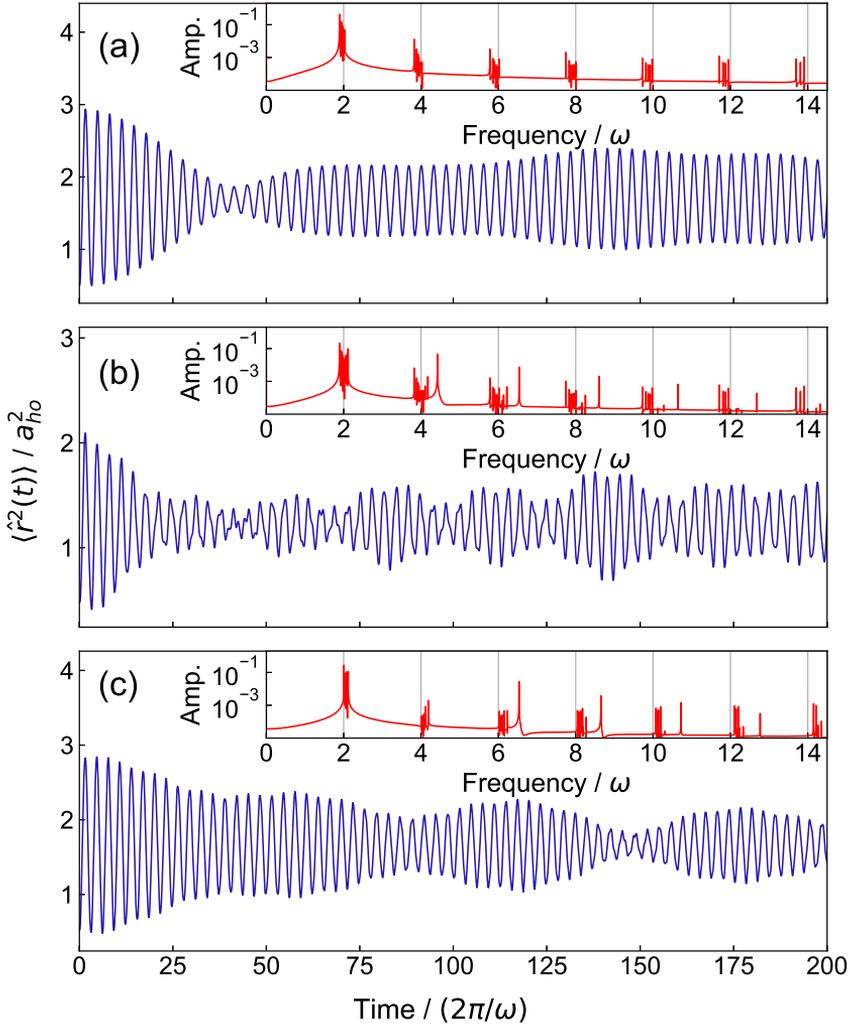 (a)
4
3
2
1
Amp.
10⁻¹
10⁻³
0 2 4 6 8 10 12 14
Frequency / ω
(b)
3
2
1
Amp.
10⁻¹
10⁻³
0 2 4 6 8 10 12 14
Frequency / ω
⟨r̂²(t)⟩ / a²ₕₒ
(c)
4
3
2
1
Amp.
10⁻¹
10⁻³
0 2 4 6 8 10 12 14
Frequency / ω
0 25 50 75 100 125 150 175 200
Time / (2π/ω)